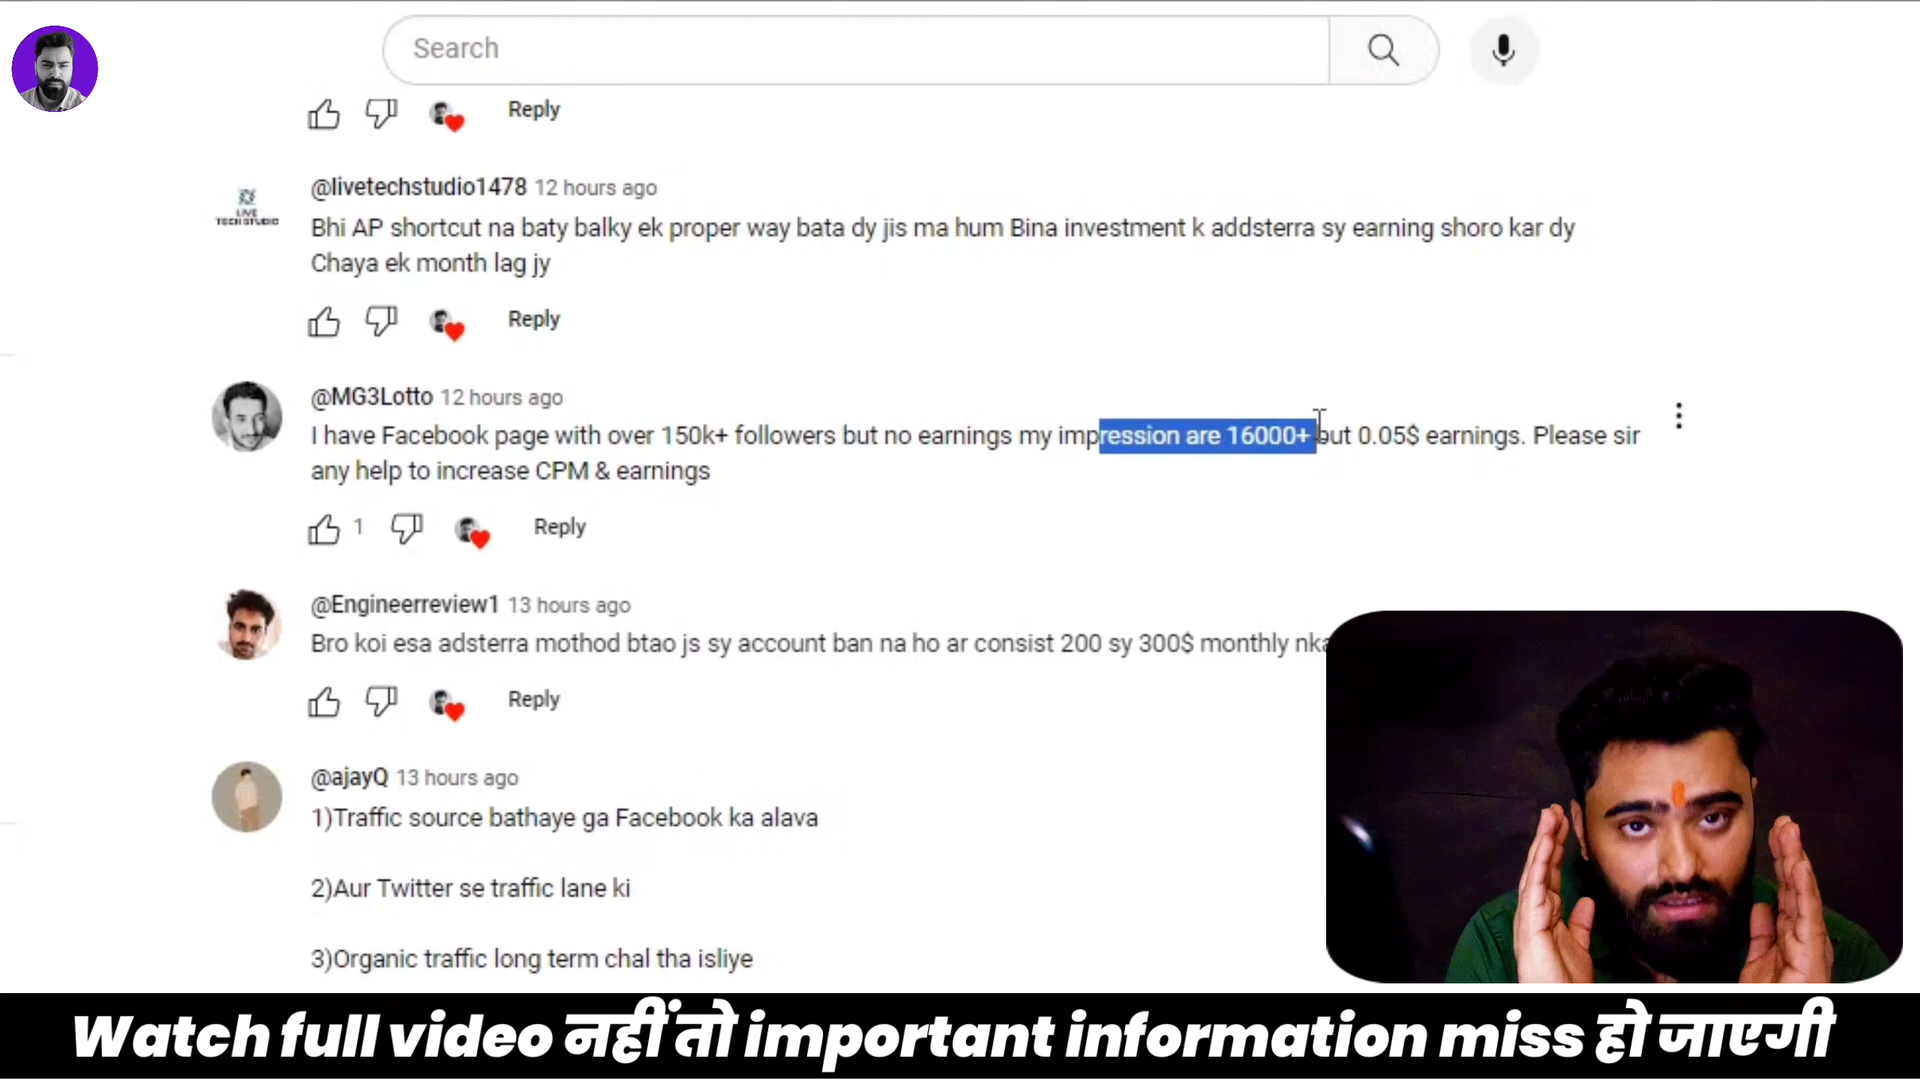 Search
Reply
@livetechstudio1478 12 hours ago
LIVE
TECH STUDIO
Bhi AP shortcut na baty balky ek proper way bata dy jis ma hum Bina investment k addsterra sy earning shoro kar dy
Chaya ek month lag jy
Reply
@MG3Lotto 12 hours ago
I have Facebook page with over 150k+ followers but no earnings my impression are 16000+ but 0.05$ earnings. Please sir
any help to increase CPM & earnings
1 Reply
@Engineerreview1 13 hours ago
Bro koi esa adsterra mothod btao js sy account ban na ho ar consist 200 sy 300$ monthly
Reply
@ajayQ 13 hours ago
1)Traffic source bathaye ga Facebook ka alava
2)Aur Twitter se traffic lane ki
3)Organic traffic long term chal tha isliye
Watch full video नहीं तो important information miss हो जाएगी